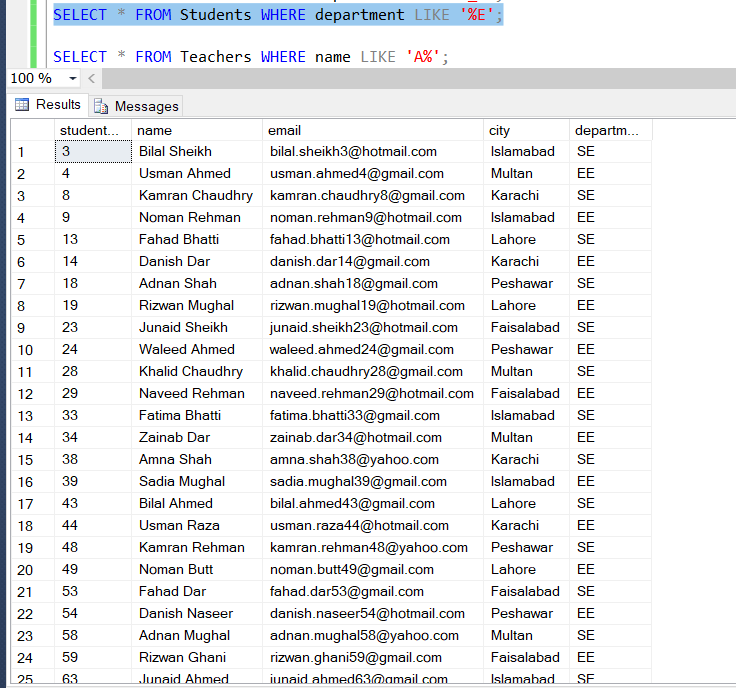 SELECT * FROM Students WHERE department LIKE '%E';
SELECT * FROM Teachers WHERE name LIKE 'A%';
100 %
Results Messages
student... name email city departm...
1 3 Bilal Sheikh bilal.sheikh3@hotmail.com Islamabad SE
2 4 Usman Ahmed usman.ahmed4@gmail.com Multan EE
3 8 Kamran Chaudhry kamran.chaudhry8@gmail.com Karachi SE
4 9 Noman Rehman noman.rehman9@hotmail.com Islamabad EE
5 13 Fahad Bhatti fahad.bhatti13@hotmail.com Lahore SE
6 14 Danish Dar danish.dar14@gmail.com Karachi EE
7 18 Adnan Shah adnan.shah18@gmail.com Peshawar SE
8 19 Rizwan Mughal rizwan.mughal19@hotmail.com Lahore EE
9 23 Junaid Sheikh junaid.sheikh23@hotmail.com Faisalabad SE
10 24 Waleed Ahmed waleed.ahmed24@gmail.com Peshawar EE
11 28 Khalid Chaudhry khalid.chaudhry28@gmail.com Multan SE
12 29 Naveed Rehman naveed.rehman29@hotmail.com Faisalabad EE
13 33 Fatima Bhatti fatima.bhatti33@gmail.com Islamabad SE
14 34 Zainab Dar zainab.dar34@hotmail.com Multan EE
15 38 Amna Shah amna.shah38@yahoo.com Karachi SE
16 39 Sadia Mughal sadia.mughal39@gmail.com Islamabad EE
17 43 Bilal Ahmed bilal.ahmed43@gmail.com Lahore SE
18 44 Usman Raza usman.raza44@hotmail.com Karachi EE
19 48 Kamran Rehman kamran.rehman48@yahoo.com Peshawar SE
20 49 Noman Butt noman.butt49@gmail.com Lahore EE
21 53 Fahad Dar fahad.dar53@gmail.com Faisalabad SE
22 54 Danish Naseer danish.naseer54@hotmail.com Peshawar EE
23 58 Adnan Mughal adnan.mughal58@yahoo.com Multan SE
24 59 Rizwan Ghani rizwan.ghani59@gmail.com Faisalabad EE
25 63 Junaid Ahmed junaid.ahmed63@gmail.com Islamabad SE